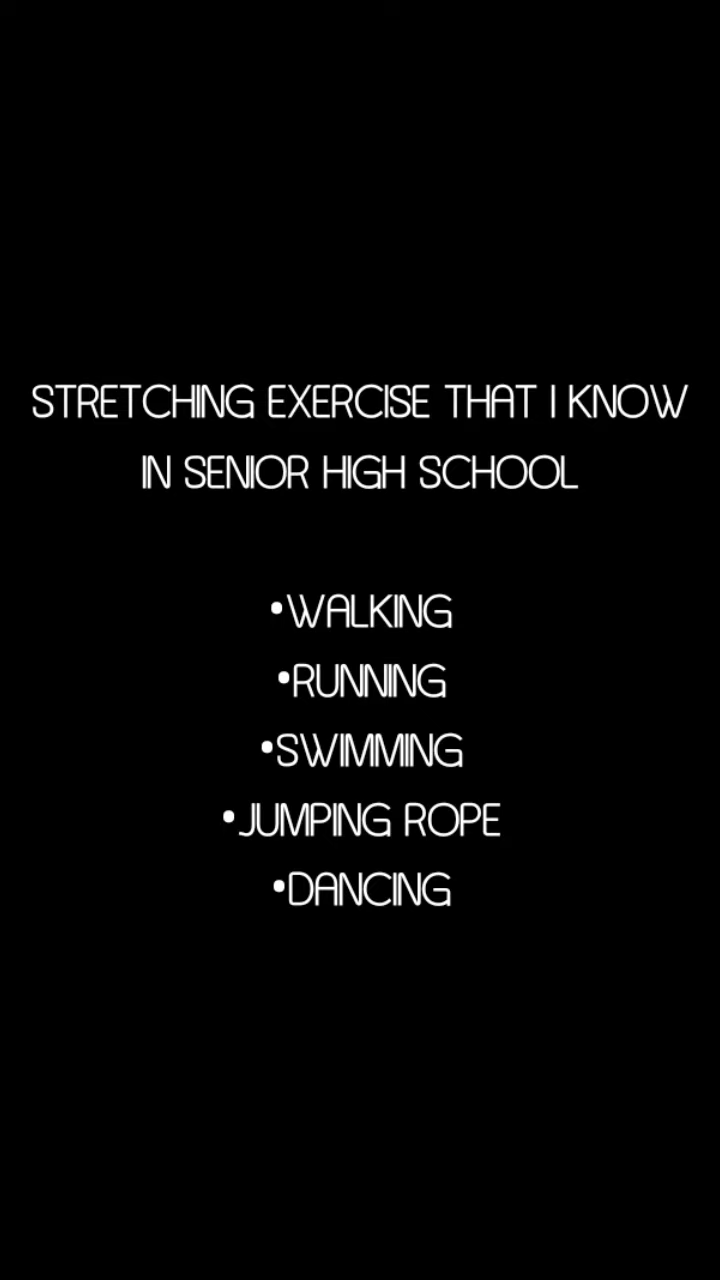 STRETCHING EXERCISE THAT I KNOW
IN SENIOR HIGH SCHOOL
•WALKING
•RUNNING
•SWIMMING
•JUMPING ROPE
•DANCING